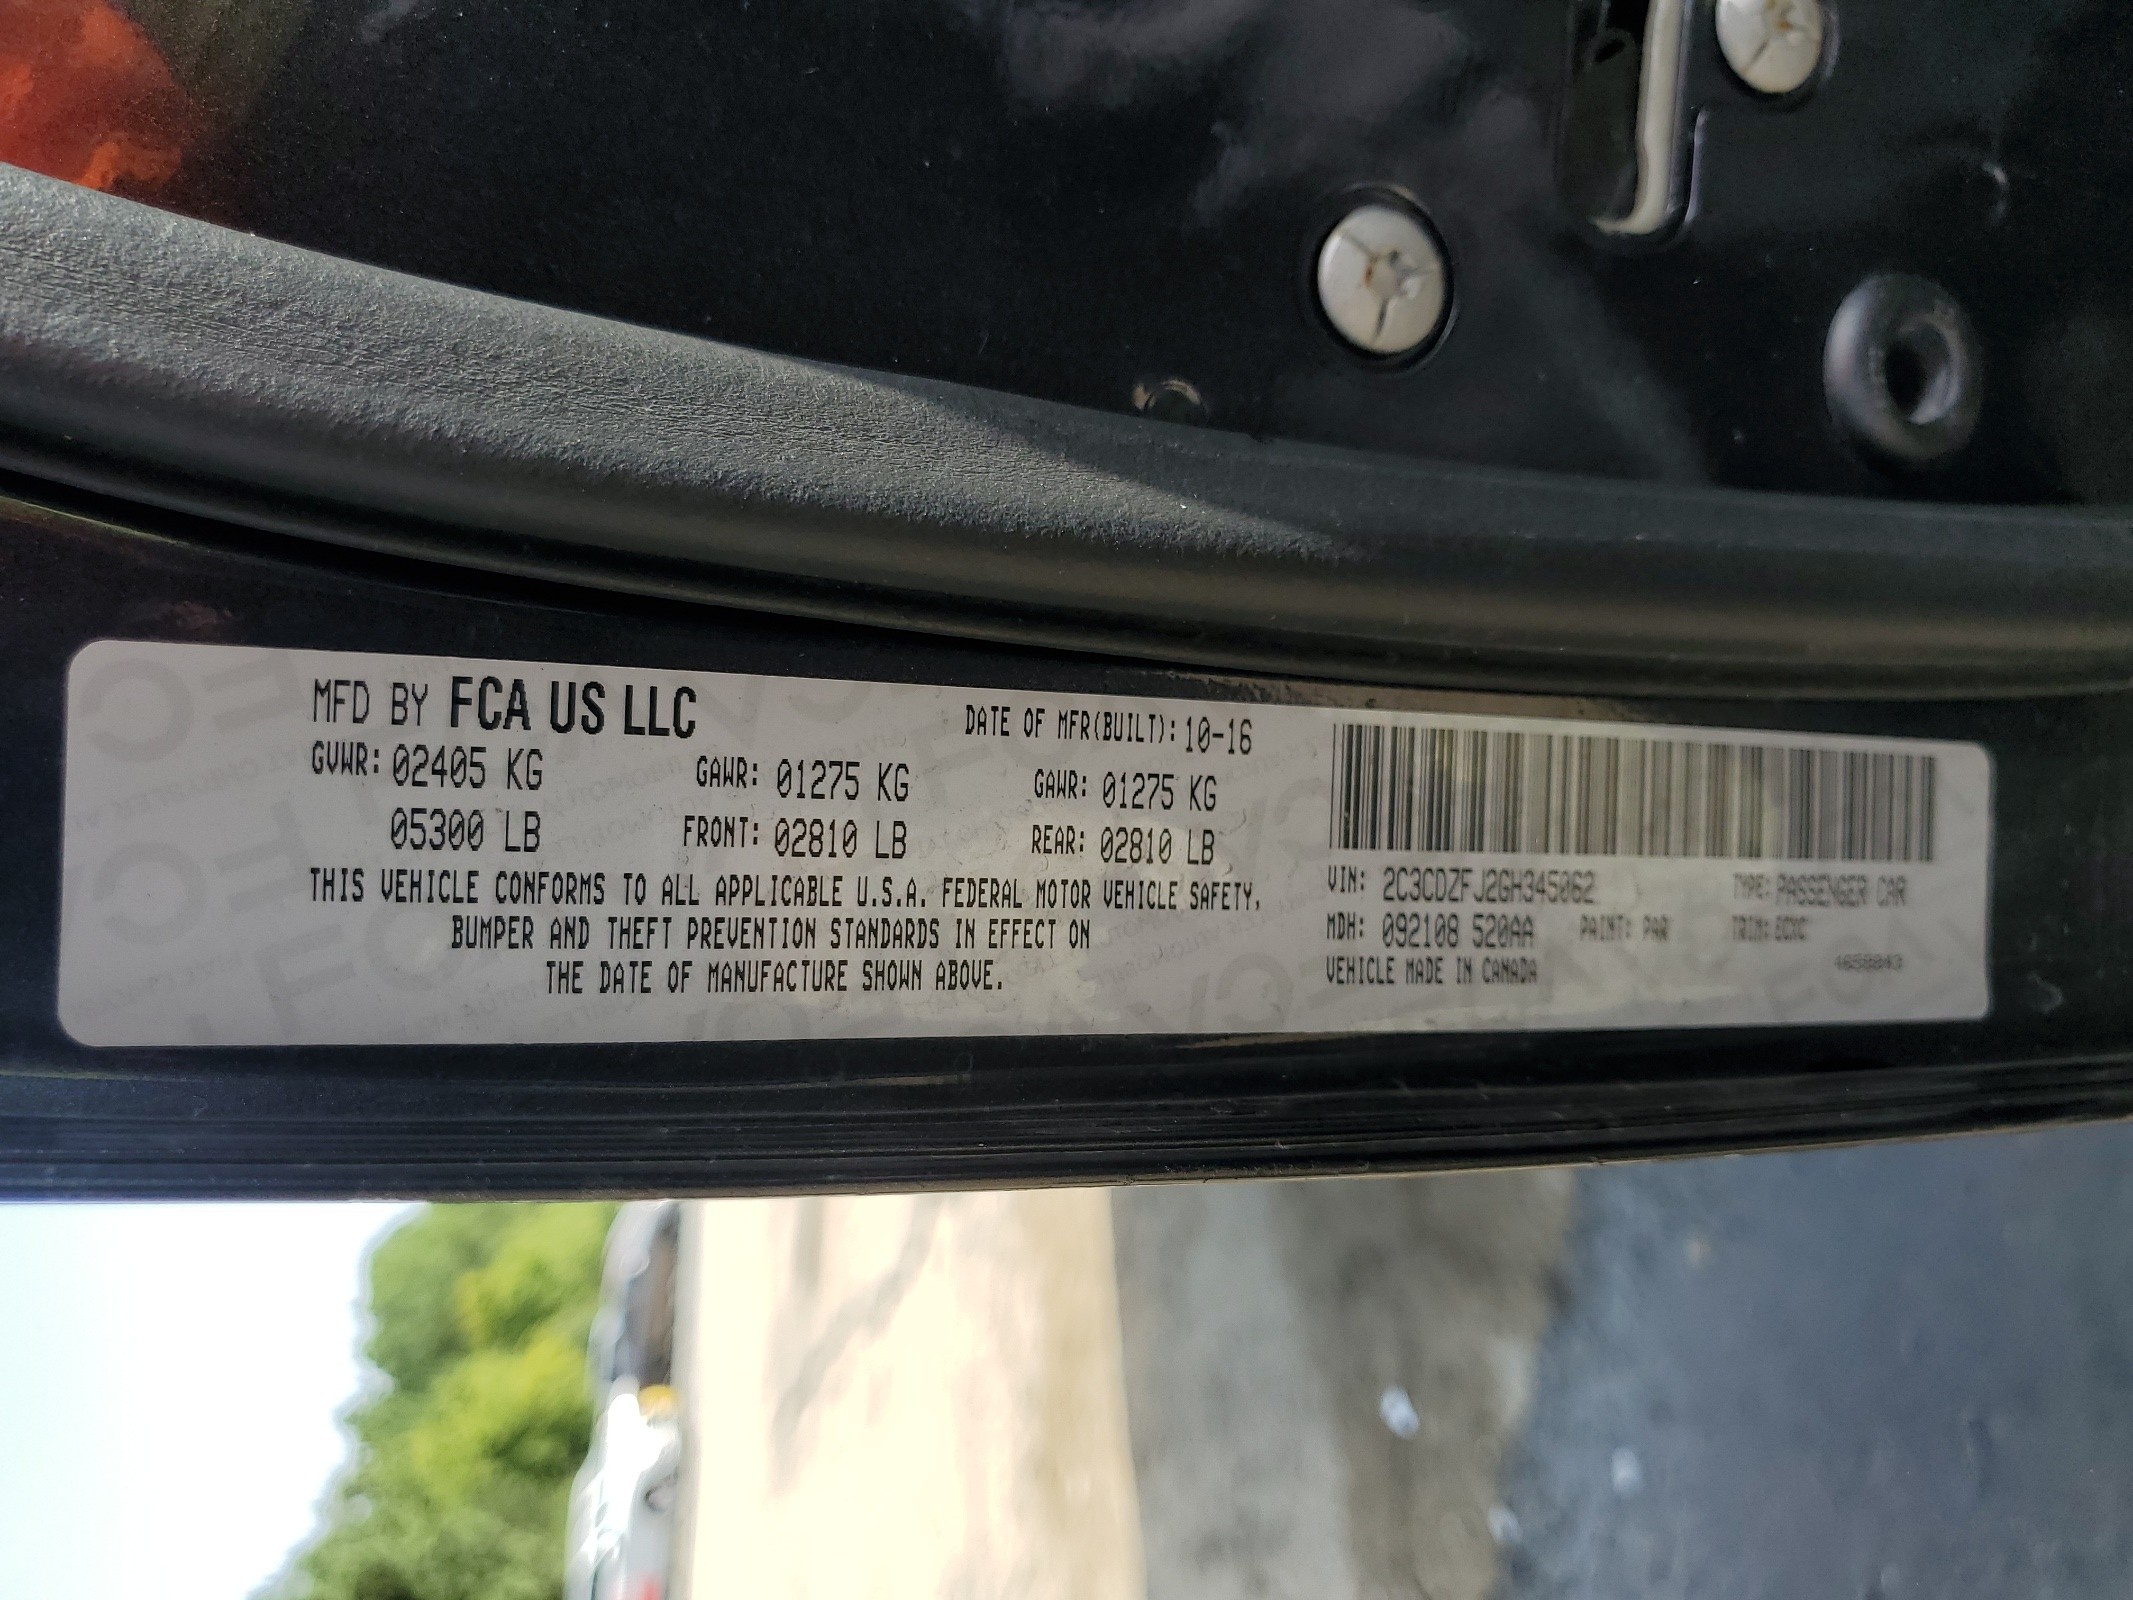 MFD BY FCA US LLC DATE OF MFR(BUILT): 10-16
GVWR: 02405 KG GAWR: 01275 KG GAWR: 01275 KG
05300 LB FRONT: 02810 LB REAR: 02810 LB
THIS VEHICLE CONFORMS TO ALL APPLICABLE U.S.A. FEDERAL MOTOR VEHICLE SAFETY,
BUMPER AND THEFT PREVENTION STANDARDS IN EFFECT ON
THE DATE OF MANUFACTURE SHOWN ABOVE.
VIN: 2C3CDZFJ2GH345062 TYPE: PASSENGER CAR
MDH: 092108 520AA PAINT: PAR TRIM:
VEHICLE MADE IN CANADA